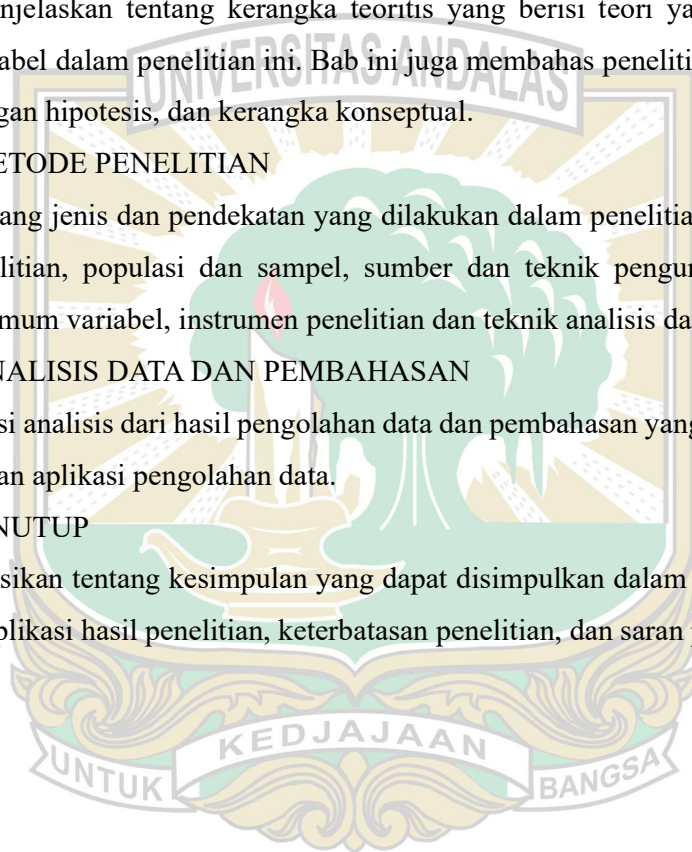 njelaskan tentang kerangka teoritis yang berisi teori ya
abel dalam penelitian ini. Bab ini juga membahas peneliti
UNIVERSITAS ANDALAS
gan hipotesis, dan kerangka konseptual.
ETODE PENELITIAN
ang jenis dan pendekatan yang dilakukan dalam penelitia
litian, populasi dan sampel, sumber dan teknik pengu
mum variabel, instrumen penelitian dan teknik analisis da
NALISIS DATA DAN PEMBAHASAN
si analisis dari hasil pengolahan data dan pembahasan yang
an aplikasi pengolahan data.
NUTUP
sikan tentang kesimpulan yang dapat disimpulkan dalam
plikasi hasil penelitian, keterbatasan penelitian, dan saran p
UNTUK KEDJAJAAN BANGSA